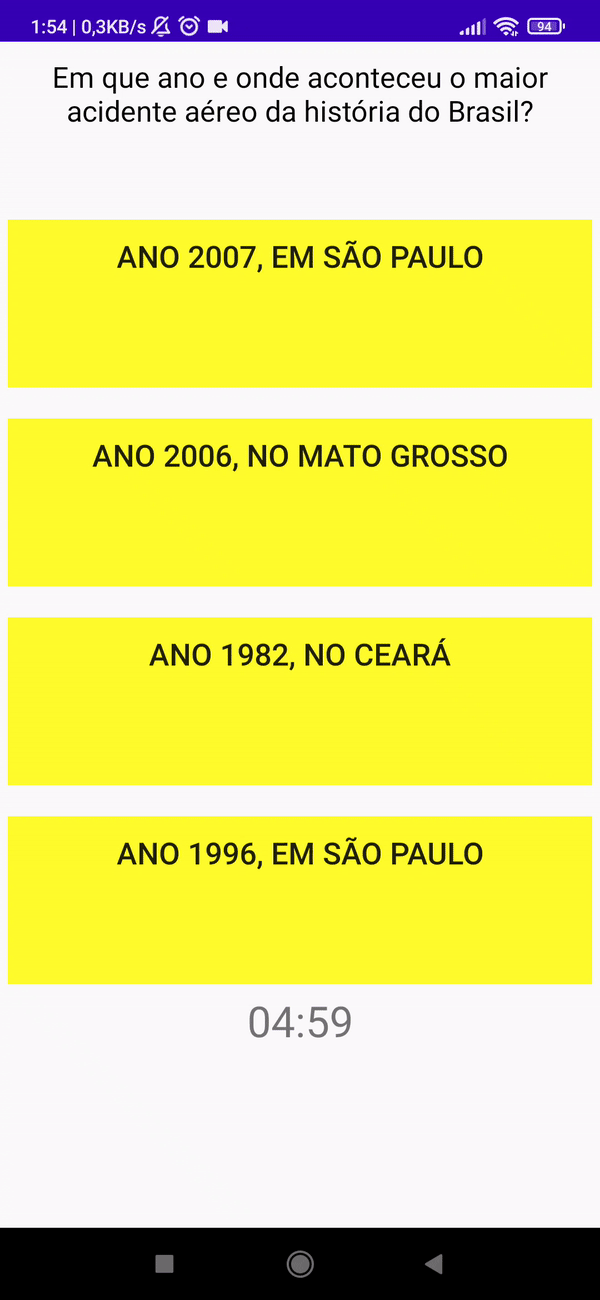 1:54 | 0,3KB/s 94
Em que ano e onde aconteceu o maior
acidente aéreo da história do Brasil?
ANO 2007, EM SÃO PAULO
ANO 2006, NO MATO GROSSO
ANO 1982, NO CEARÁ
ANO 1996, EM SÃO PAULO
04:59